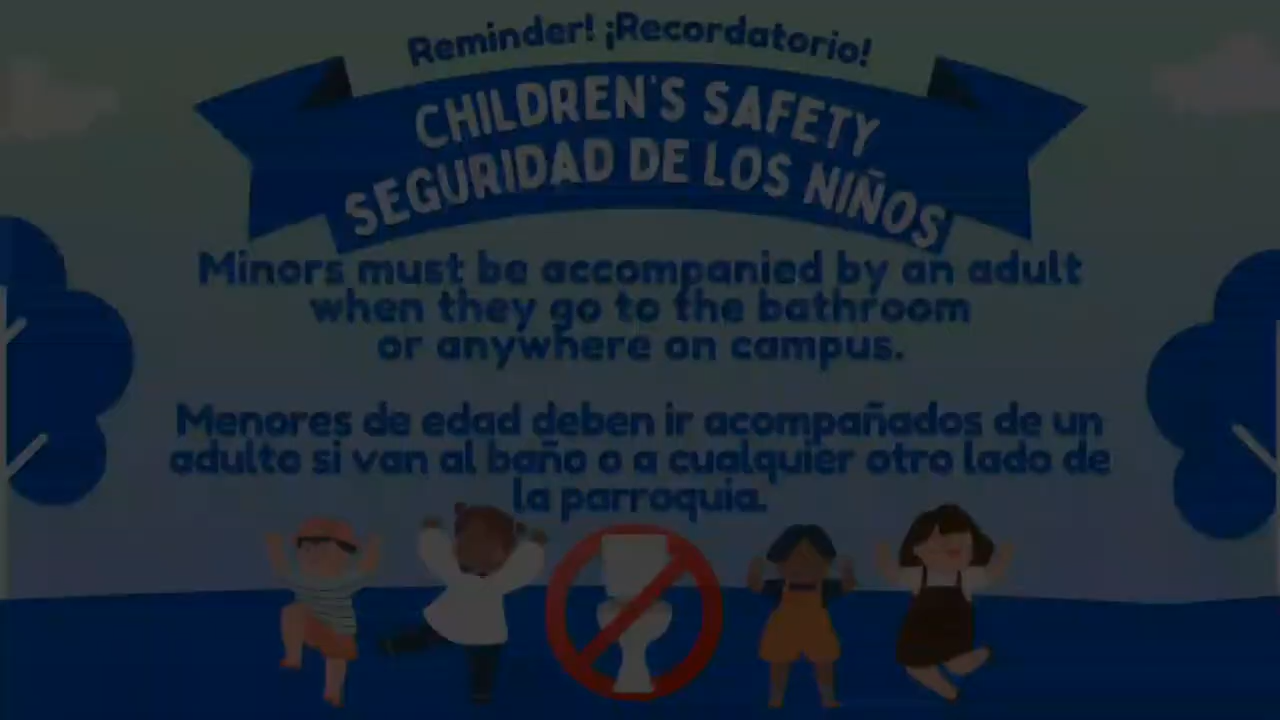 Reminder! ¡Recordatorio!
CHILDREN'S SAFETY
SEGURIDAD DE LOS NIÑOS
Minors must be accompanied by an adult
when they go to the bathroom
or anywhere on campus.
Menores de edad deben ir acompañados de un
adulto si van al baño o a cualquier otro lado de
la parroquia.